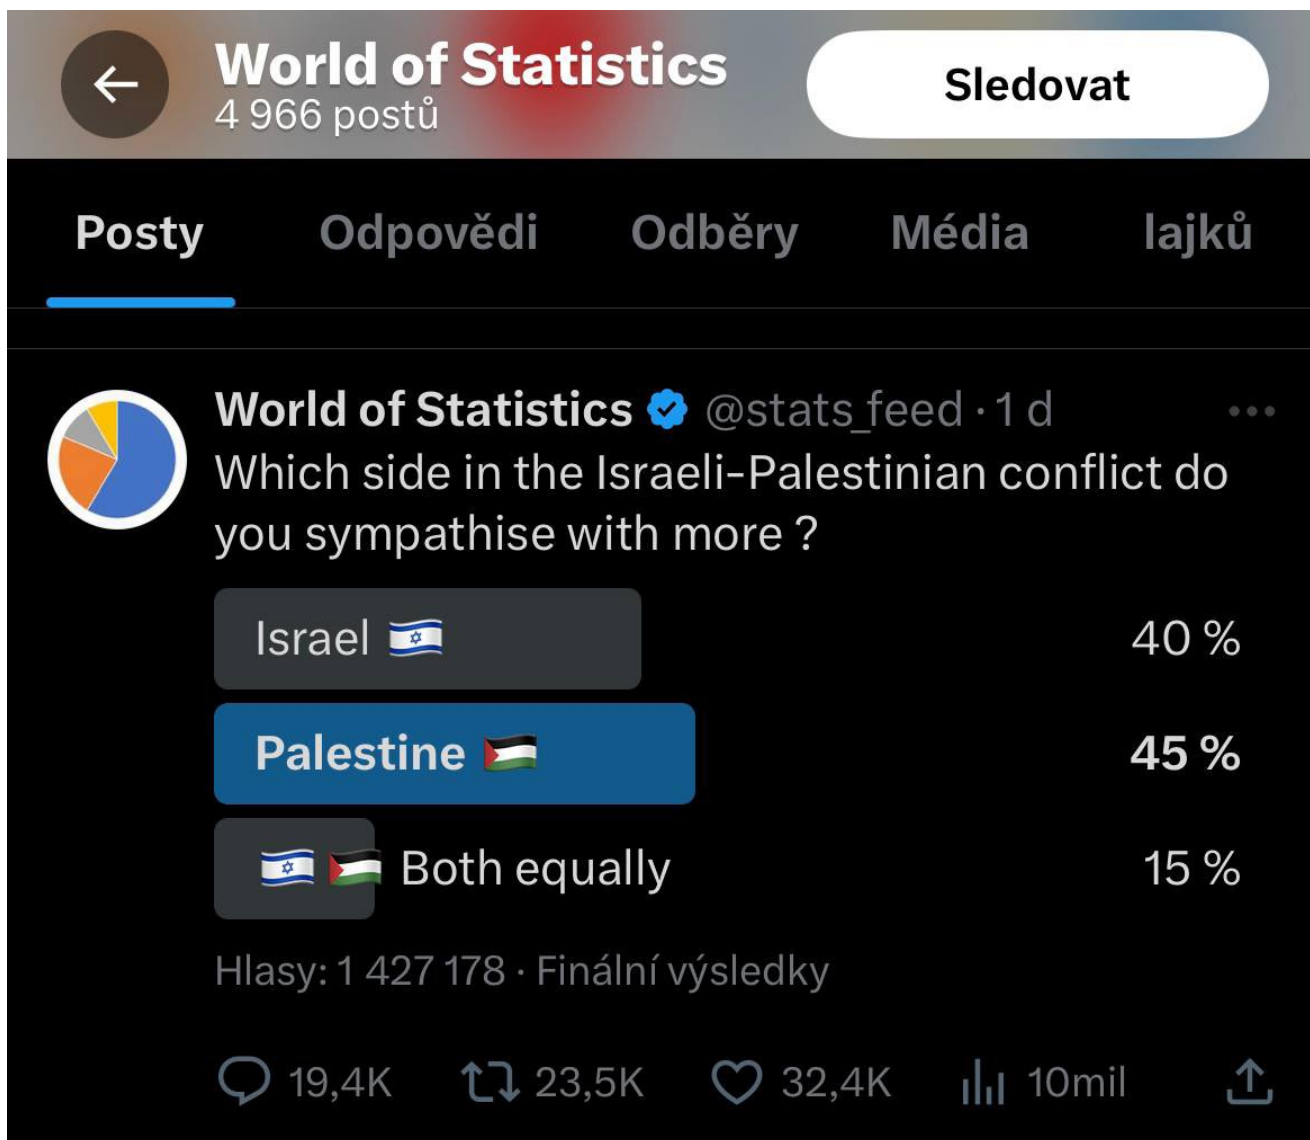 World of Statistics
4 966 postů
Sledovat
Posty Odpovědi Odběry Média lajků
World of Statistics @stats_feed · 1 d
Which side in the Israeli-Palestinian conflict do
you sympathise with more ?
Israel 🇮🇱 40 %
Palestine 🇵🇸 45 %
🇮🇱 🇵🇸 Both equally 15 %
Hlasy: 1 427 178 · Finální výsledky
19,4K 23,5K 32,4K 10mil